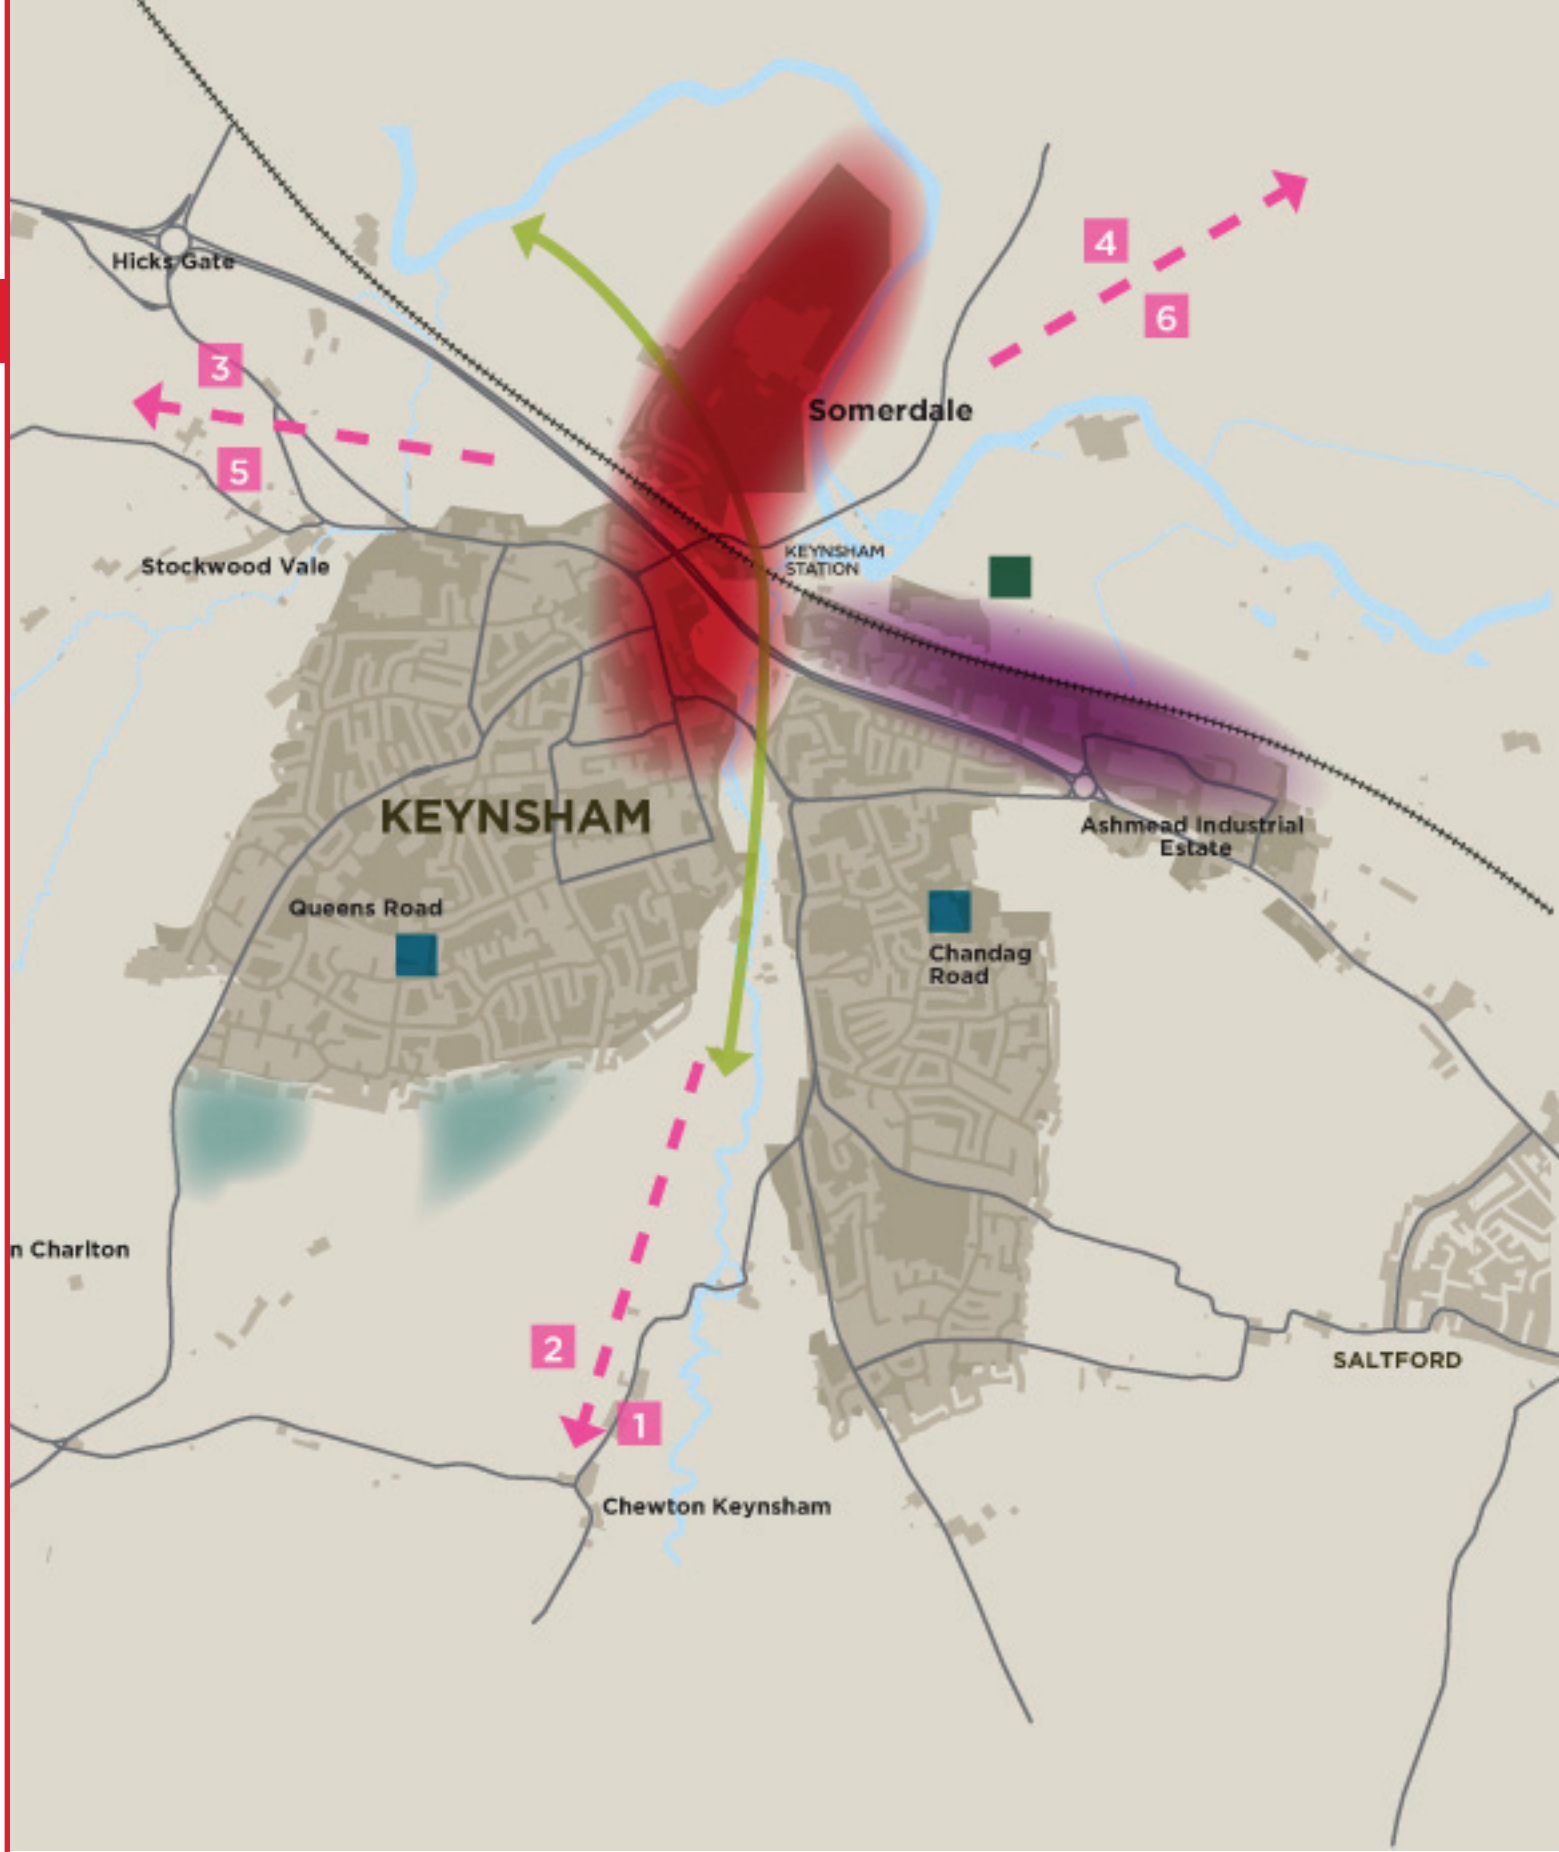 4
Hicks Gate
6
3
Somerdale
5
KEYNSHAM
STATION
Stockwood Vale
KEYNSHAM
Ashmead Industrial
Estate
Queens Road
Chandag
Road
n Charlton
2
SALTFORD
1
Chewton Keynsham